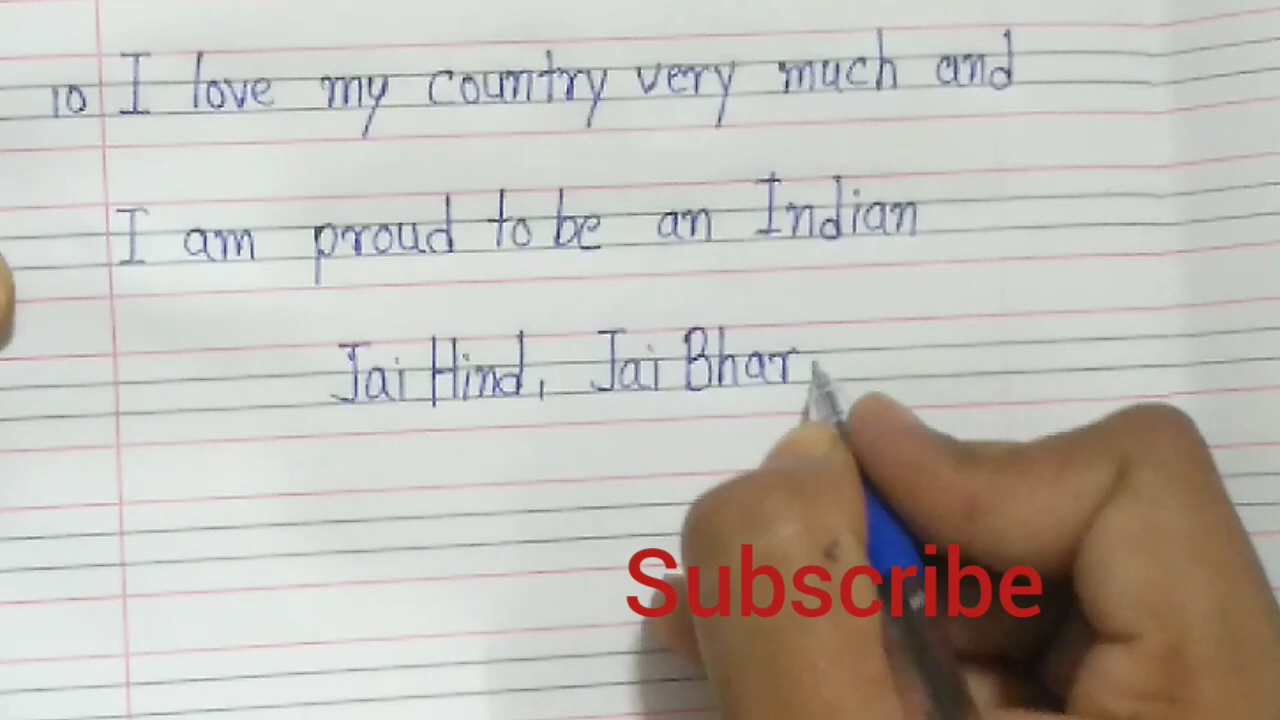 10 I love my country very much and
I am proud to be an Indian
Jai Hind, Jai Bhar
Subscribe